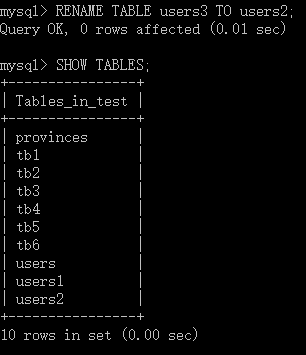 mysql> RENAME TABLE users3 TO users2;
Query OK, 0 rows affected (0.01 sec)
mysql> SHOW TABLES;
+----------------+
| Tables_in_test |
+----------------+
| provinces      |
| tb1            |
| tb2            |
| tb3            |
| tb4            |
| tb5            |
| tb6            |
| users          |
| users1         |
| users2         |
+----------------+
10 rows in set (0.00 sec)